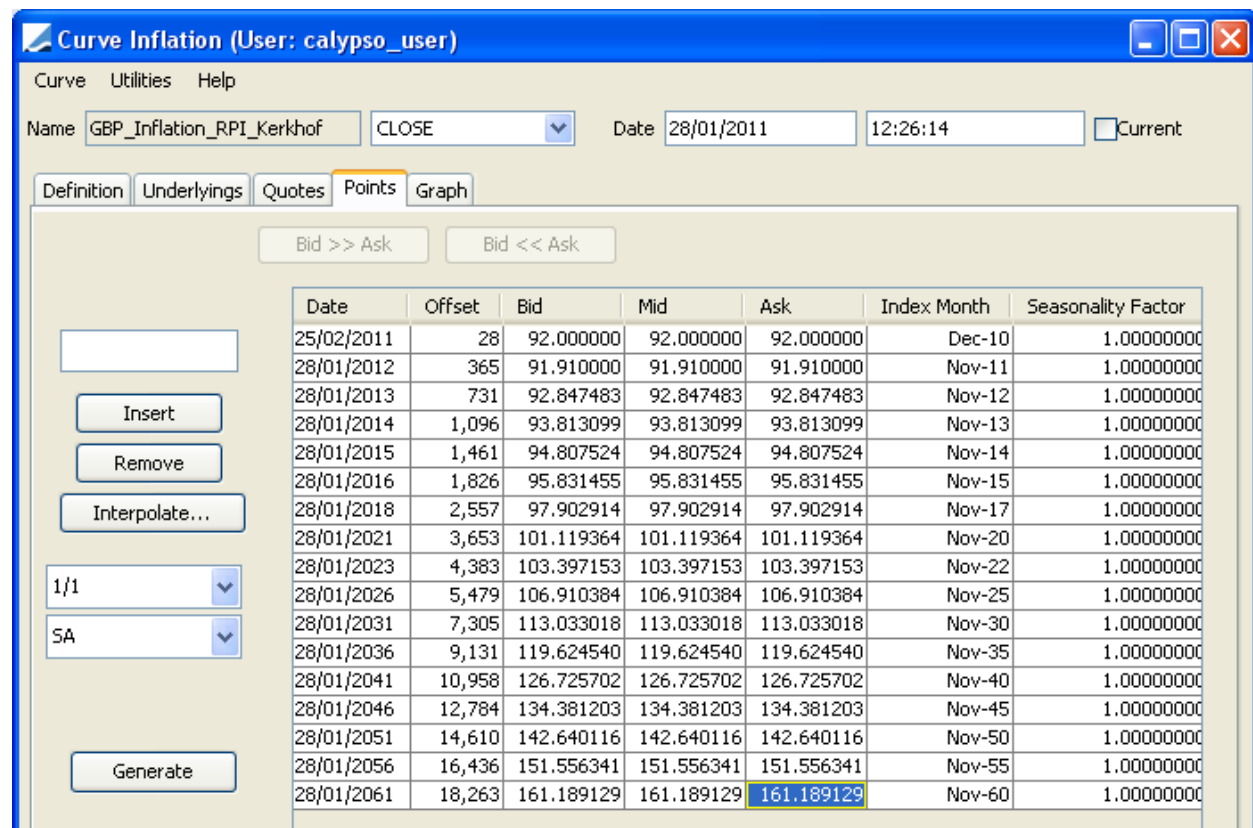 Curve Inflation (User: calypso_user)
Curve Utilities Help
Name GBP_Inflation_RPI_Kerkhof CLOSE Date 28/01/2011 12:26:14 Current
Definition Underlyings Quotes Points Graph
Bid >> Ask Bid << Ask
Date Offset Bid Mid Ask Index Month Seasonality Factor
25/02/2011 28 92.000000 92.000000 92.000000 Dec-10 1.00000000
28/01/2012 365 91.910000 91.910000 91.910000 Nov-11 1.00000000
28/01/2013 731 92.847483 92.847483 92.847483 Nov-12 1.00000000
Insert
28/01/2014 1,096 93.813099 93.813099 93.813099 Nov-13 1.00000000
28/01/2015 1,461 94.807524 94.807524 94.807524 Nov-14 1.00000000
Remove
28/01/2016 1,826 95.831455 95.831455 95.831455 Nov-15 1.00000000
Interpolate...
28/01/2018 2,557 97.902914 97.902914 97.902914 Nov-17 1.00000000
28/01/2021 3,653 101.119364 101.119364 101.119364 Nov-20 1.00000000
28/01/2023 4,383 103.397153 103.397153 103.397153 Nov-22 1.00000000
1/1
28/01/2026 5,479 106.910384 106.910384 106.910384 Nov-25 1.00000000
28/01/2031 7,305 113.033018 113.033018 113.033018 Nov-30 1.00000000
SA
28/01/2036 9,131 119.624540 119.624540 119.624540 Nov-35 1.00000000
28/01/2041 10,958 126.725702 126.725702 126.725702 Nov-40 1.00000000
28/01/2046 12,784 134.381203 134.381203 134.381203 Nov-45 1.00000000
28/01/2051 14,610 142.640116 142.640116 142.640116 Nov-50 1.00000000
Generate
28/01/2056 16,436 151.556341 151.556341 151.556341 Nov-55 1.00000000
28/01/2061 18,263 161.189129 161.189129 161.189129 Nov-60 1.00000000